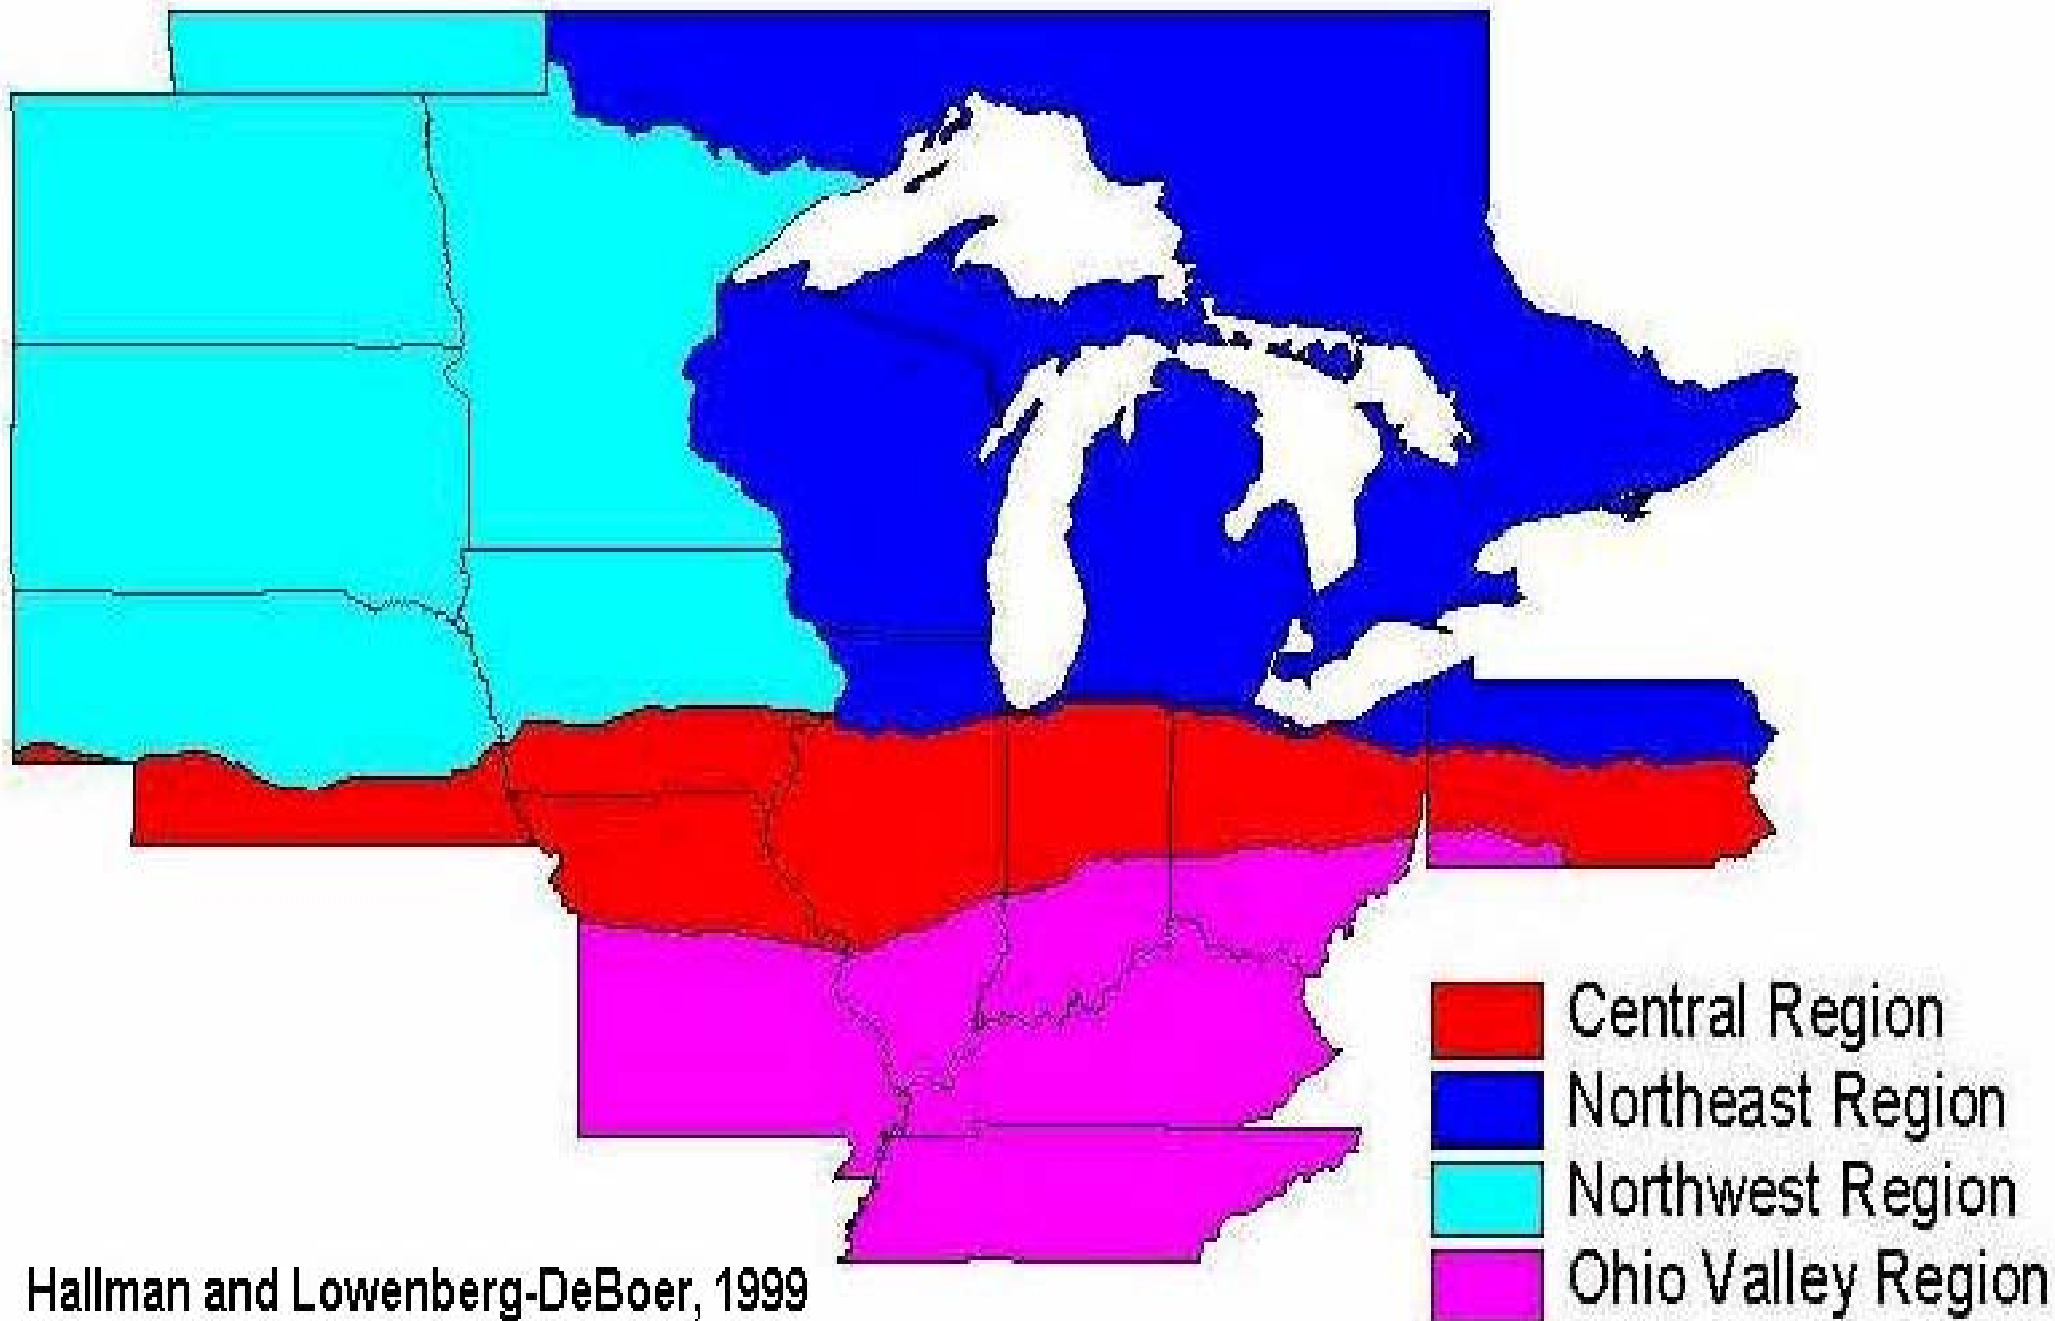 Central Region
Northeast Region
Northwest Region
Ohio Valley Region
Hallman and Lowenberg-DeBoer, 1999